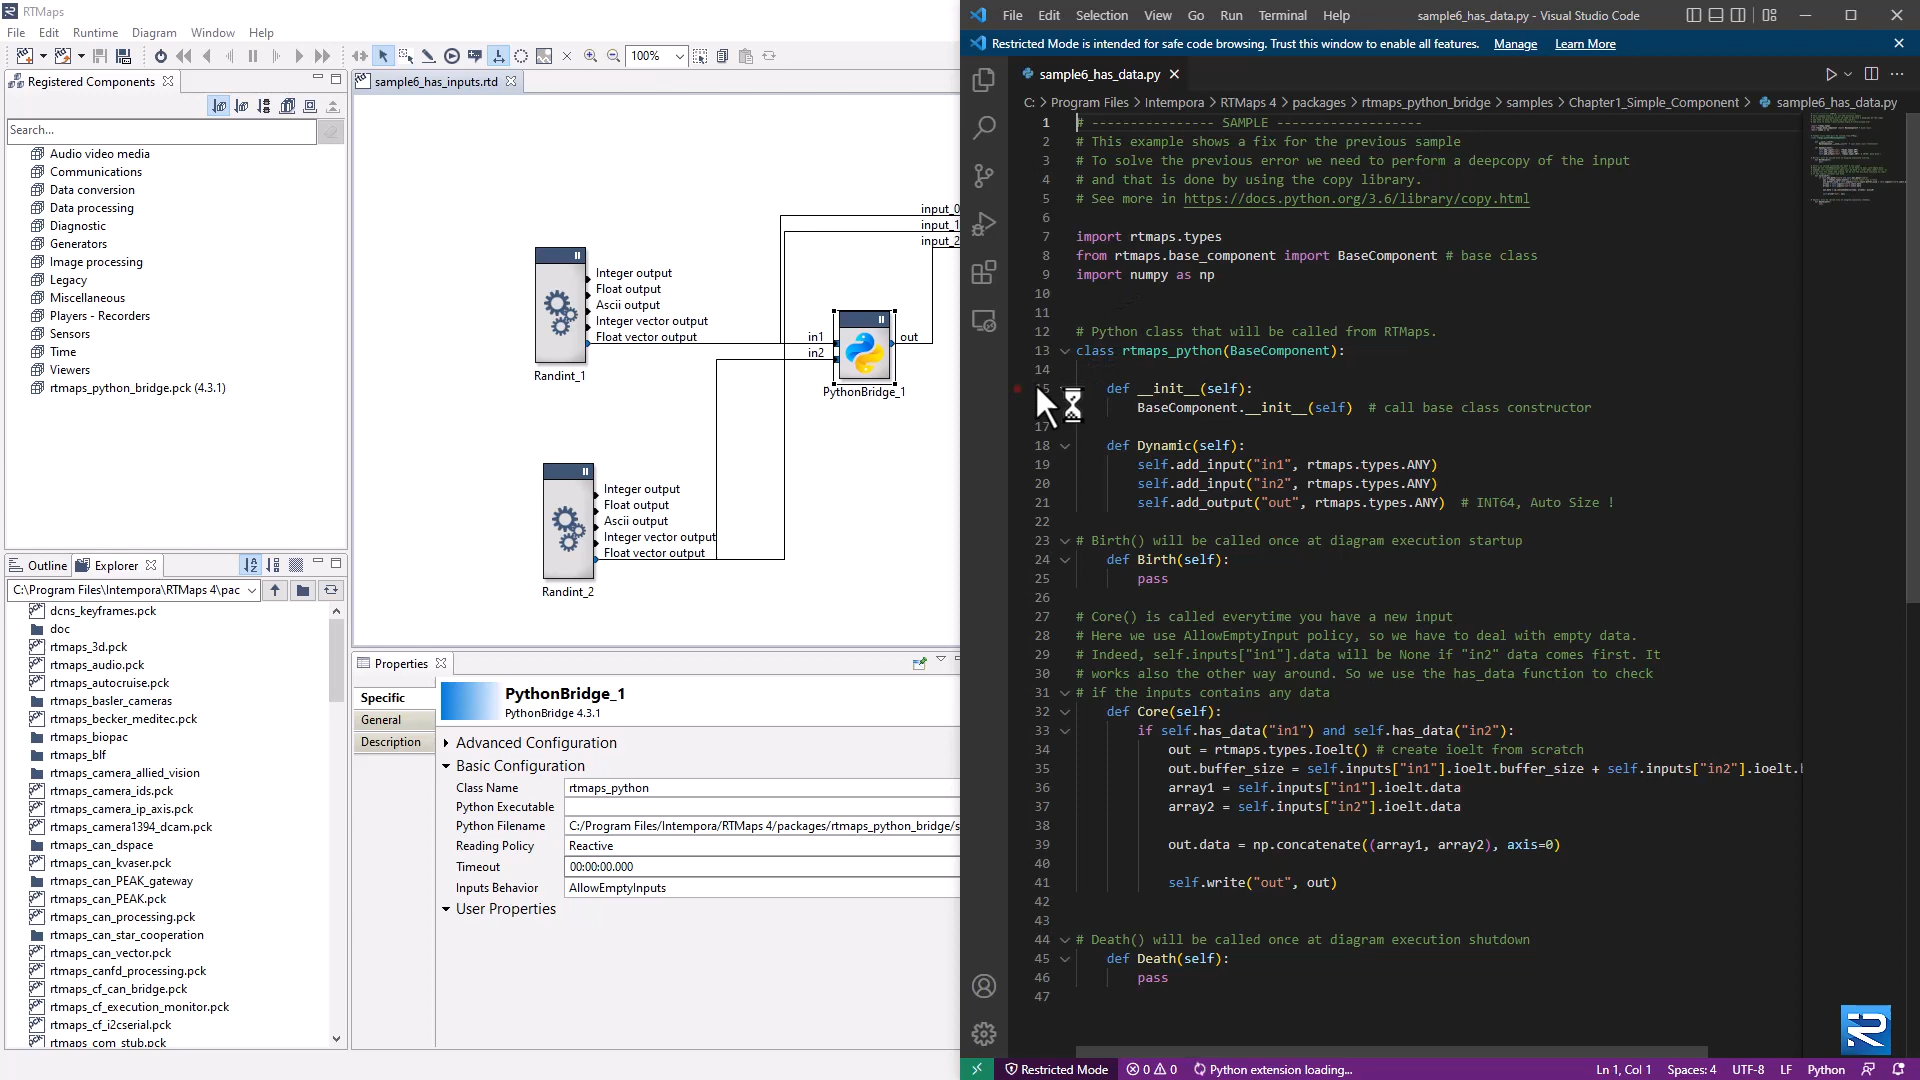 RTMaps
File Edit Runtime Diagram Window Help
100%
Registered Components
Search...
Audio video media
Communications
Data conversion
Data processing
Diagnostic
Generators
Image processing
Legacy
Miscellaneous
Players - Recorders
Sensors
Time
Viewers
rtmaps_python_bridge.pck (4.3.1)
Outline Explorer
C:\Program Files\Intempora\RTMaps 4\pac
dcns_keyframes.pck
doc
rtmaps_3d.pck
rtmaps_audio.pck
rtmaps_autocruise.pck
rtmaps_basler_cameras
rtmaps_becker_meditec.pck
rtmaps_biopac
rtmaps_blf
rtmaps_camera_allied_vision
rtmaps_camera_ids.pck
rtmaps_camera_ip_axis.pck
rtmaps_camera1394_dcam.pck
rtmaps_can_dspace
rtmaps_can_kvaser.pck
rtmaps_can_PEAK_gateway
rtmaps_can_PEAK.pck
rtmaps_can_processing.pck
rtmaps_can_star_cooperation
rtmaps_can_vector.pck
rtmaps_canfd_processing.pck
rtmaps_cf_can_bridge.pck
rtmaps_cf_execution_monitor.pck
rtmaps_cf_i2cserial.pck
rtmaps_com_stub.pck
sample6_has_inputs.rtd
input_0
input_1
input_2
Integer output
Float output
Ascii output
Integer vector output
Float vector output
Randint_1
in1
in2
out
PythonBridge_1
Integer output
Float output
Ascii output
Integer vector output
Float vector output
Randint_2
Properties
Specific
General
Description
PythonBridge_1
PythonBridge 4.3.1
Advanced Configuration
Basic Configuration
Class Name rtmaps_python
Python Executable
Python Filename C:/Program Files/Intempora/RTMaps 4/packages/rtmaps_python_bridge/s
Reading Policy Reactive
Timeout 00:00:00.000
Inputs Behavior AllowEmptyInputs
User Properties
File Edit Selection View Go Run Terminal Help sample6_has_data.py - Visual Studio Code
Restricted Mode is intended for safe code browsing. Trust this window to enable all features. Manage Learn More
sample6_has_data.py
C: > Program Files > Intempora > RTMaps 4 > packages > rtmaps_python_bridge > samples > Chapter1_Simple_Component > sample6_has_data.py
1 # ---------------- SAMPLE -------------------
2 # This example shows a fix for the previous sample
3 # To solve the previous error we need to perform a deepcopy of the input
4 # and that is done by using the copy library.
5 # See more in https://docs.python.org/3.6/library/copy.html
6
7 import rtmaps.types
8 from rtmaps.base_component import BaseComponent # base class
9 import numpy as np
10
11
12 # Python class that will be called from RTMaps.
13 class rtmaps_python(BaseComponent):
14
15 def __init__(self):
BaseComponent.__init__(self) # call base class constructor
17
18 def Dynamic(self):
19 self.add_input("in1", rtmaps.types.ANY)
20 self.add_input("in2", rtmaps.types.ANY)
21 self.add_output("out", rtmaps.types.ANY) # INT64, Auto Size !
22
23 # Birth() will be called once at diagram execution startup
24 def Birth(self):
25 pass
26
27 # Core() is called everytime you have a new input
28 # Here we use AllowEmptyInput policy, so we have to deal with empty data.
29 # Indeed, self.inputs["in1"].data will be None if "in2" data comes first. It
30 # works also the other way around. So we use the has_data function to check
31 # if the inputs contains any data
32 def Core(self):
33 if self.has_data("in1") and self.has_data("in2"):
34 out = rtmaps.types.Ioelt() # create ioelt from scratch
35 out.buffer_size = self.inputs["in1"].ioelt.buffer_size + self.inputs["in2"].ioelt.
36 array1 = self.inputs["in1"].ioelt.data
37 array2 = self.inputs["in2"].ioelt.data
38
39 out.data = np.concatenate((array1, array2), axis=0)
40
41 self.write("out", out)
42
43
44 # Death() will be called once at diagram execution shutdown
45 def Death(self):
46 pass
47
Restricted Mode 0 0 Python extension loading... Ln 1, Col 1 Spaces: 4 UTF-8 LF Python